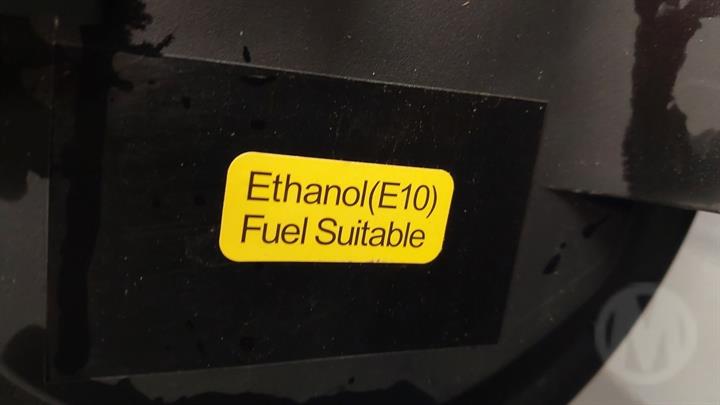 Ethanol(E10)
Fuel Suitable
M